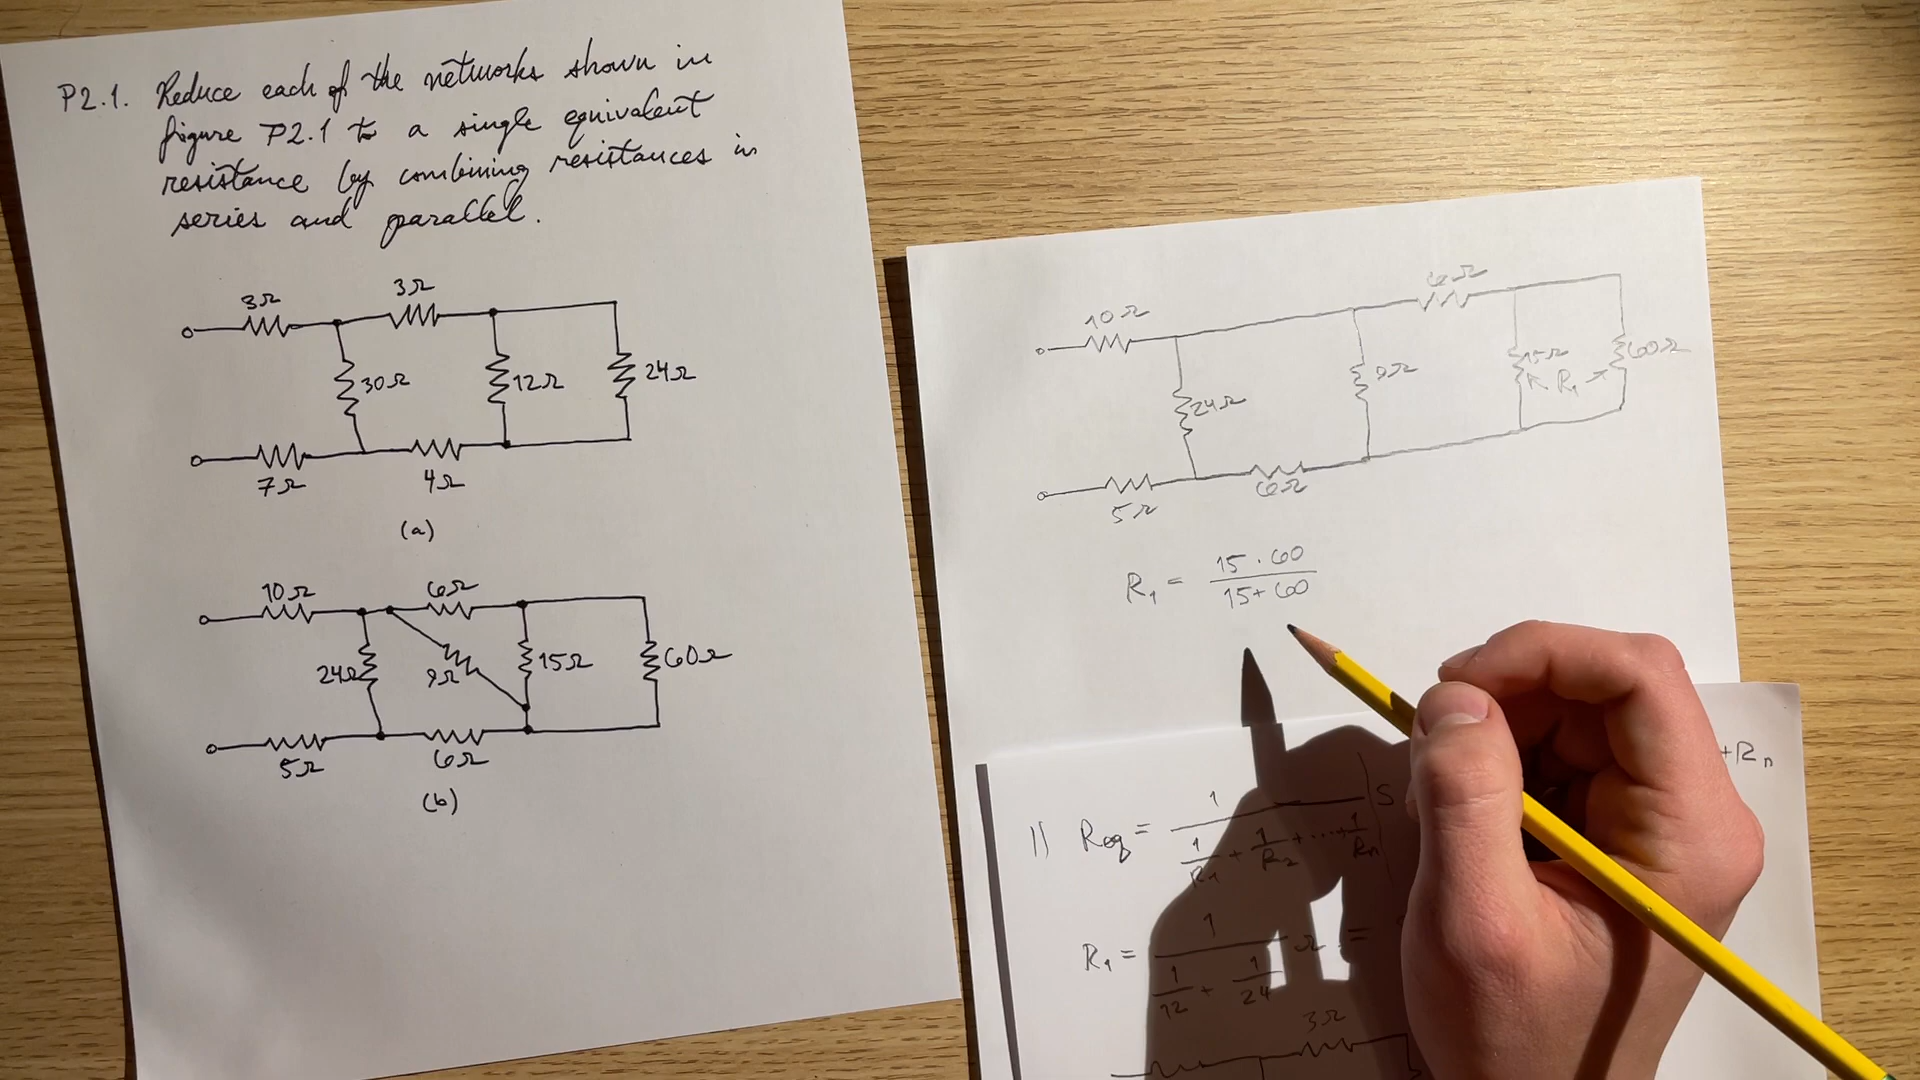 P2.1. Reduce each of the networks shown in
figure P2.1 to a single equivalent
resistance by combining resistances in
series and parallel.
3Ω 3Ω
30Ω 12Ω 24Ω
7Ω 4Ω
(a)
10Ω 6Ω
24Ω 9Ω 15Ω 60Ω
5Ω 6Ω
(b)
10Ω 6Ω
24Ω 9Ω 15Ω 60Ω
R₁
5Ω 6Ω
R₁ = 15 · 60 / 15 + 60
+ Rₙ
|| Req = 1 / 1/R₁ + 1/R₂ + ... + 1/Rₙ S
R₁ = 1 / 1/12 + 1/24 Ω =
3Ω